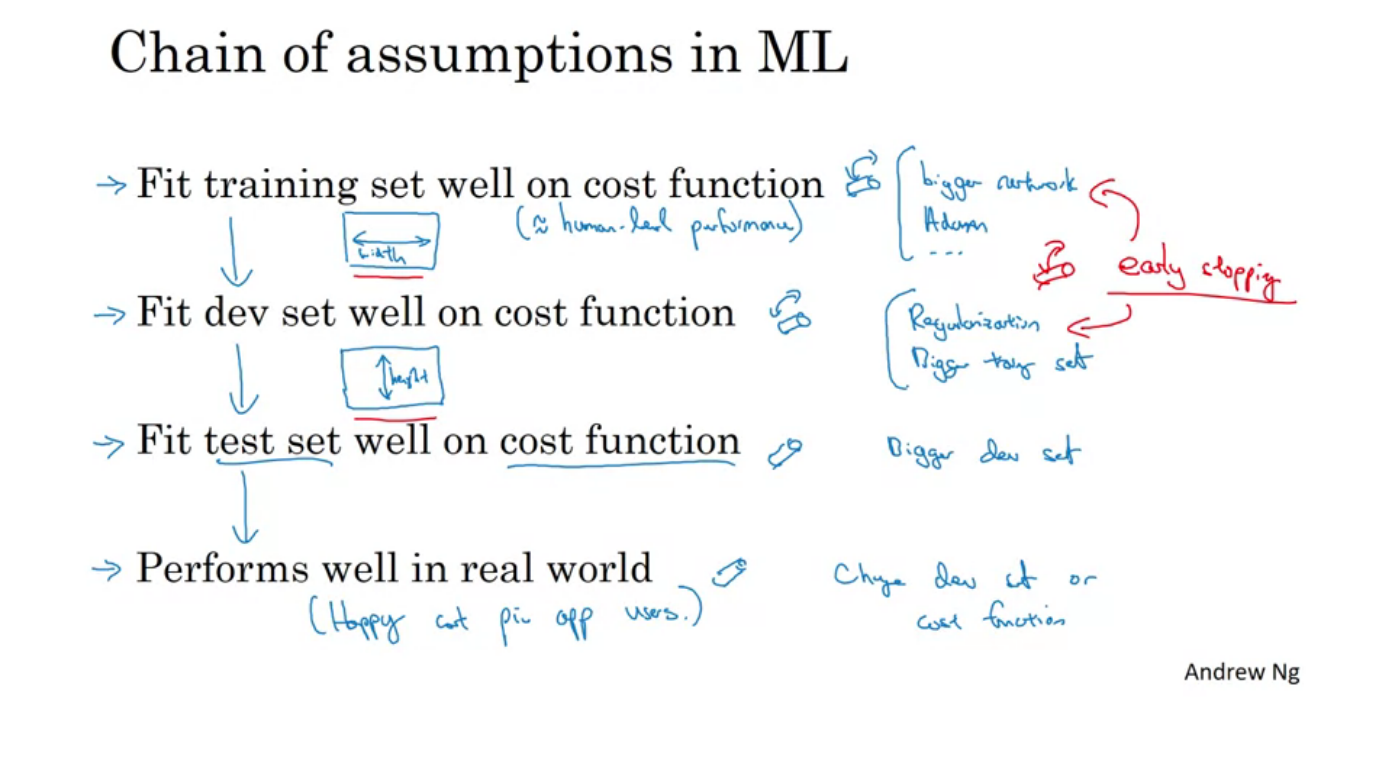 Chain of assumptions in ML
→ Fit training set well on cost function
(≈ human-level performance)
bigger network
Adam
...
width
early stopping
→ Fit dev set well on cost function
Regularization
Bigger training set
height
→ Fit test set well on cost function
Bigger dev set
→ Performs well in real world
(Happy cat pic app users.)
Change dev set or
cost function
Andrew Ng